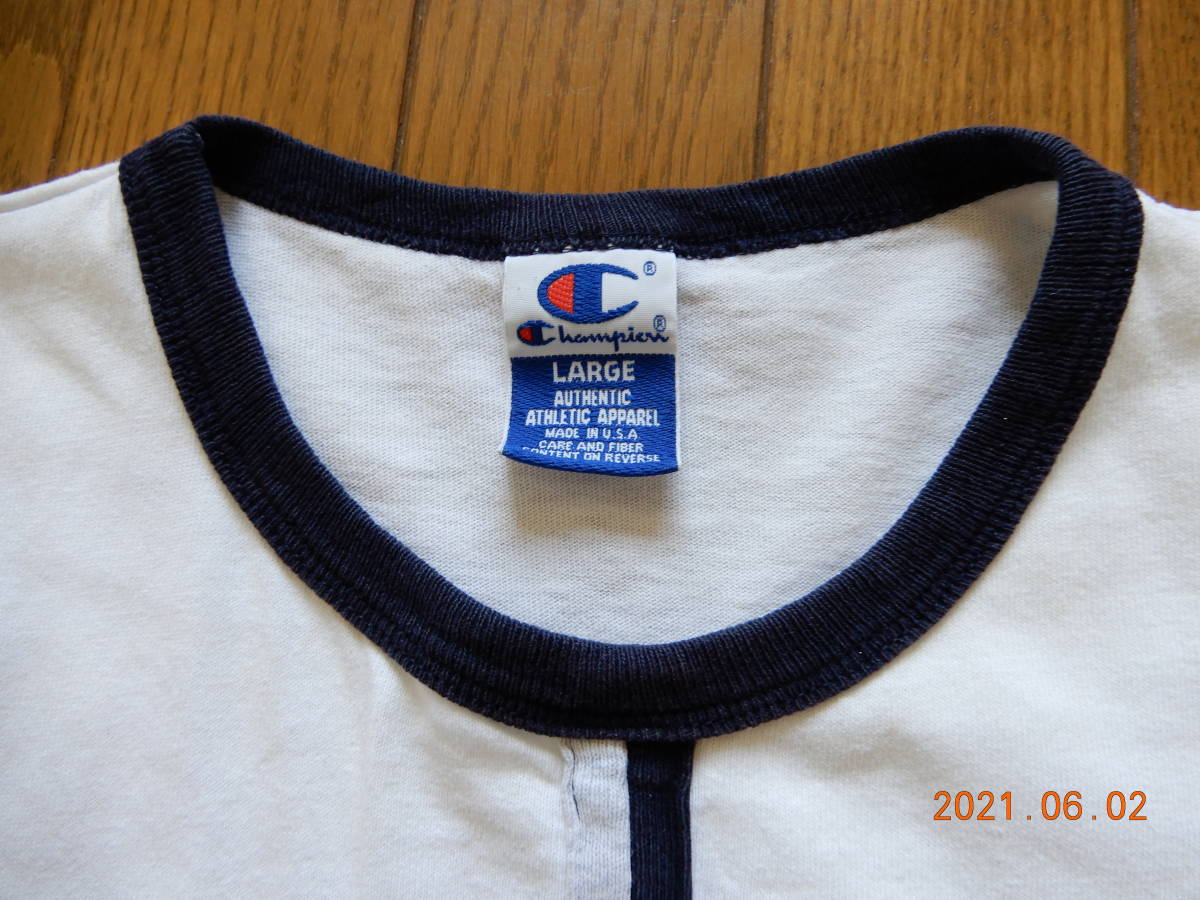 ®
Champion®
LARGE
AUTHENTIC
ATHLETIC APPAREL
MADE IN U.S.A
CARE AND FIBER
CONTENT ON REVERSE
2021.06.02